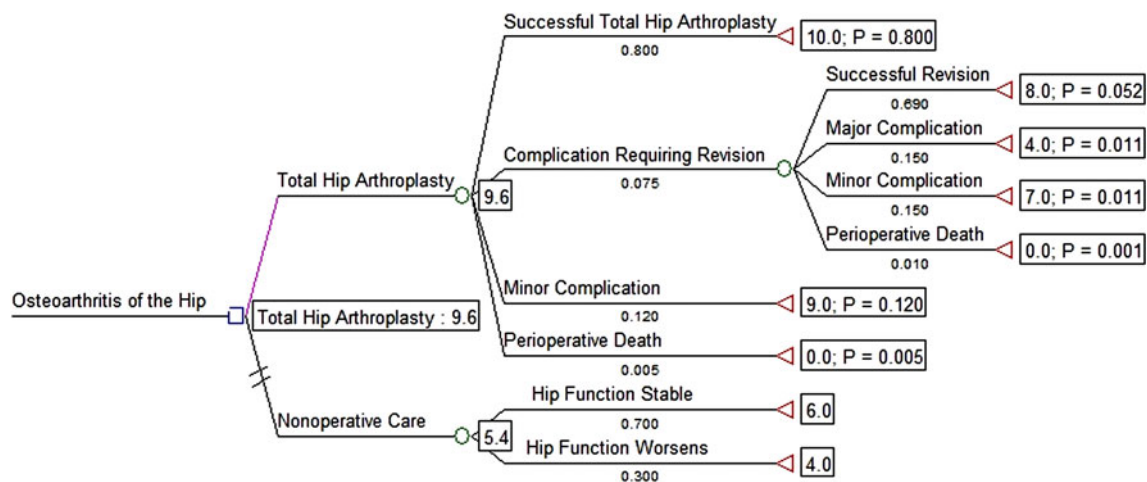 Successful Total Hip Arthroplasty
0.800
10.0; P = 0.800
Successful Revision
0.690
8.0; P = 0.052
Major Complication
0.150
4.0; P = 0.011
Complication Requiring Revision
0.075
Minor Complication
0.150
7.0; P = 0.011
Total Hip Arthroplasty
9.6
Perioperative Death
0.010
0.0; P = 0.001
Osteoarthritis of the Hip
Total Hip Arthroplasty : 9.6
Minor Complication
0.120
9.0; P = 0.120
Perioperative Death
0.005
0.0; P = 0.005
Nonoperative Care
5.4
Hip Function Stable
0.700
6.0
Hip Function Worsens
0.300
4.0